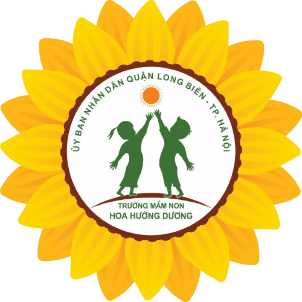 ỦY BAN NHÂN DÂN QUẬN LONG BIÊN - TP. HÀ NỘI
TRƯỜNG MẦM NON
HOA HƯỚNG DƯƠNG